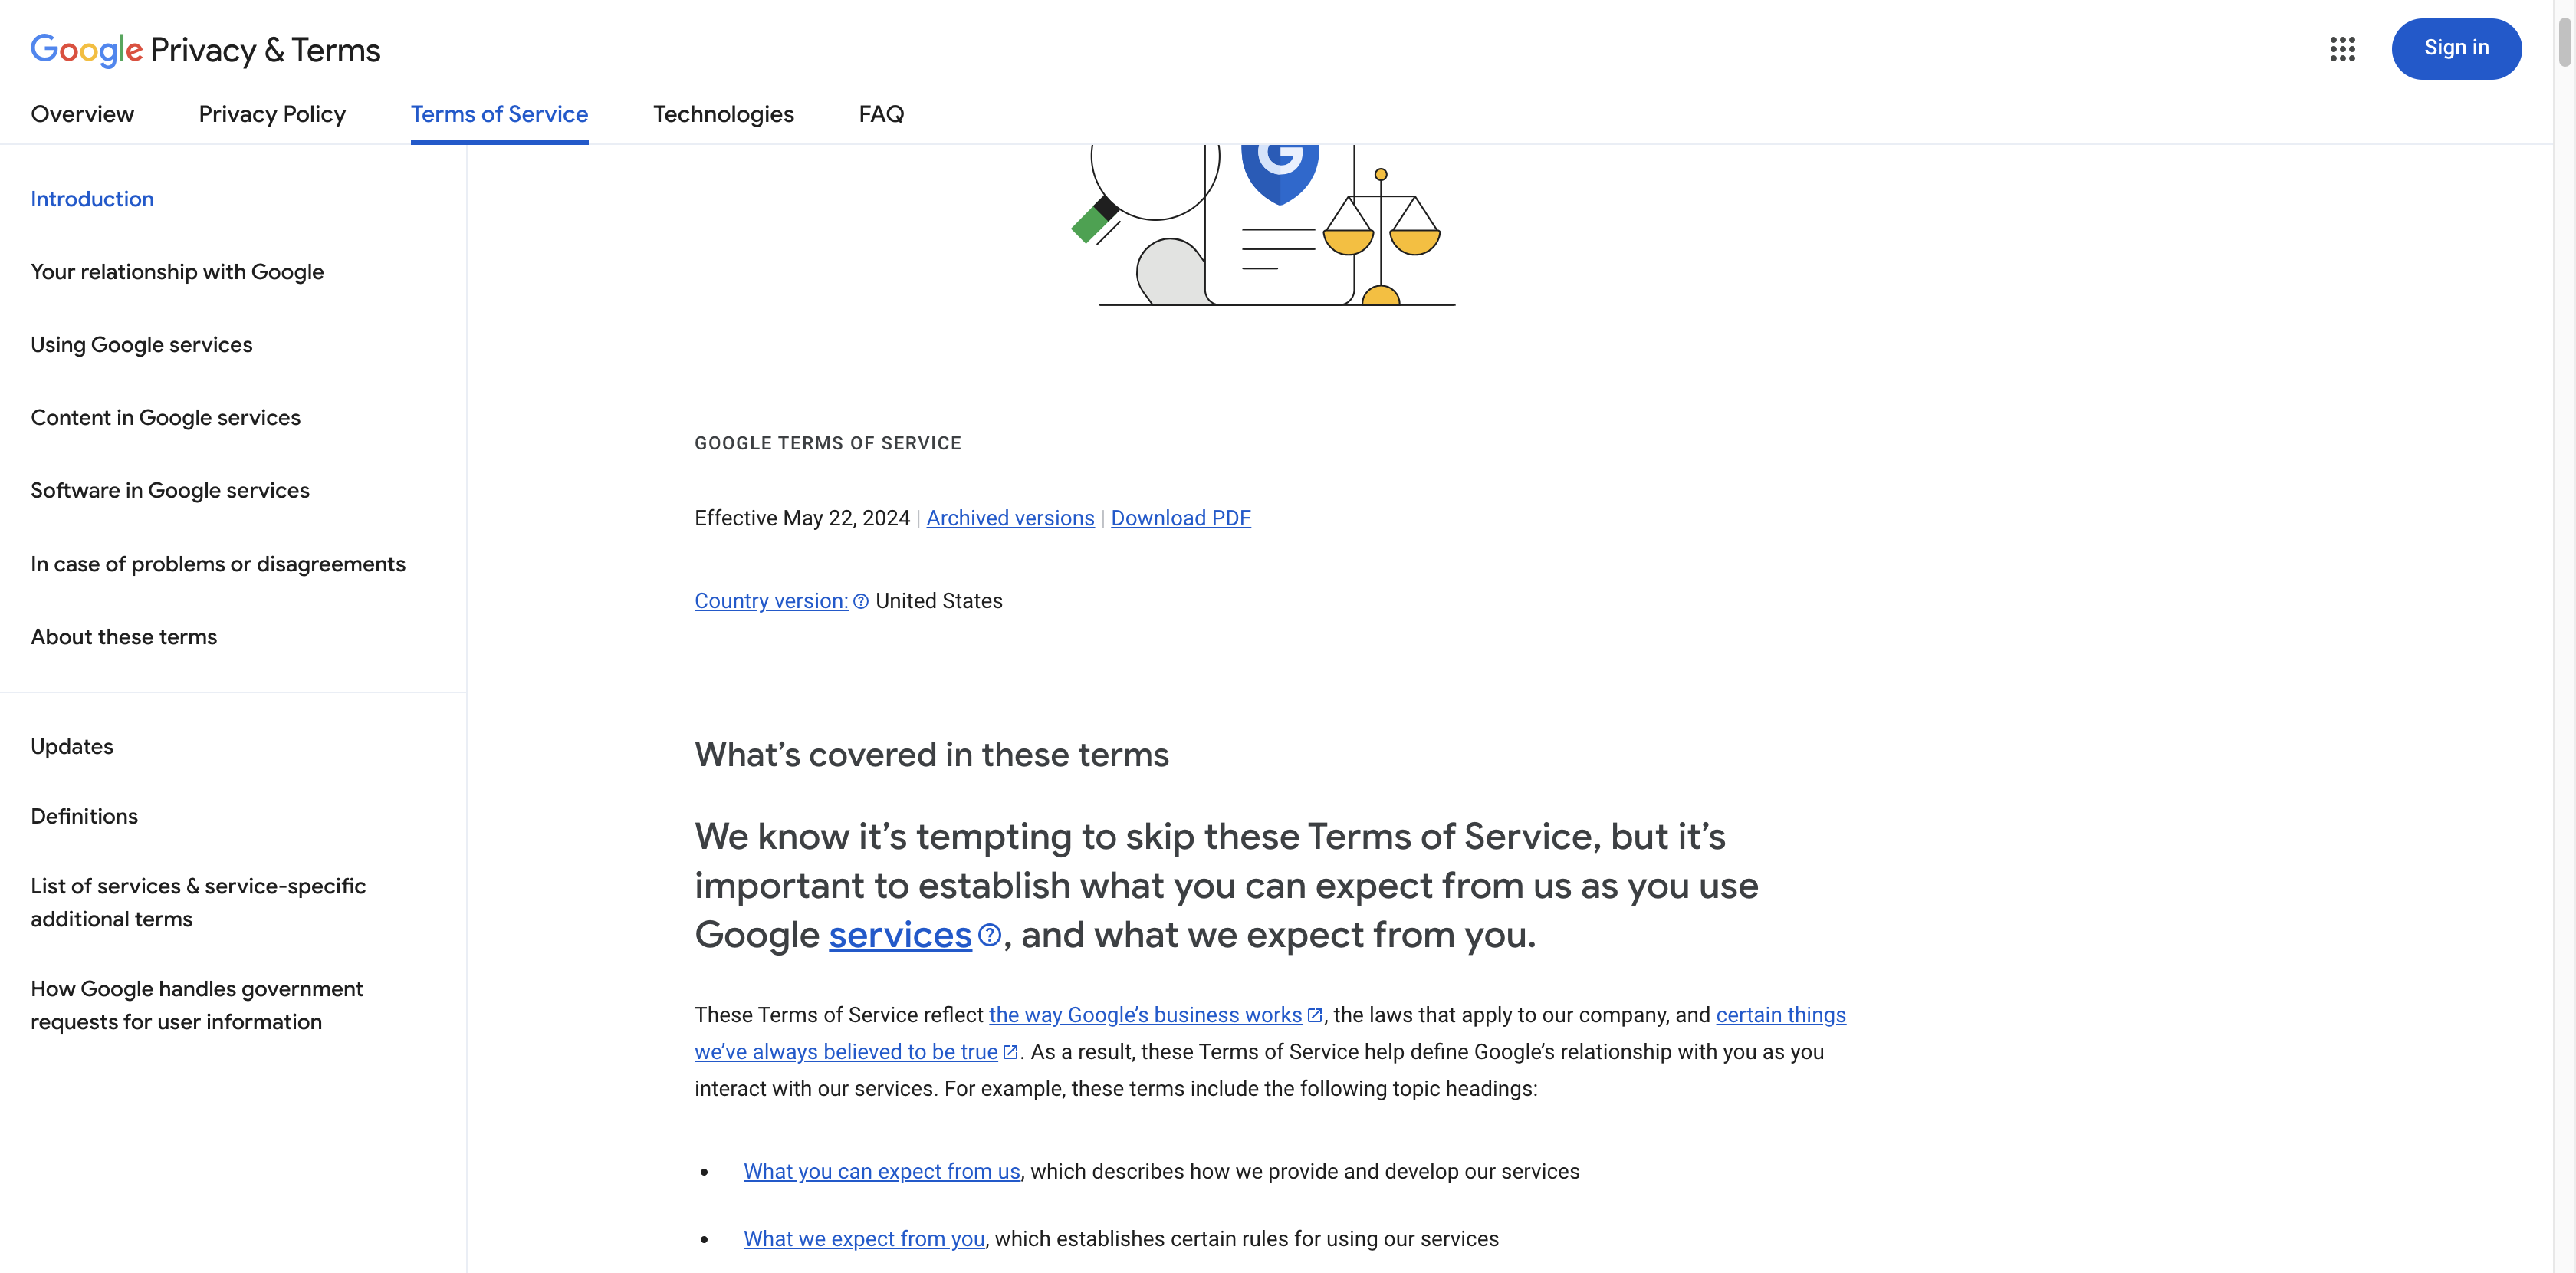 Google Privacy & Terms
Sign in
Overview
Privacy Policy
Terms of Service
Technologies
FAQ
Introduction
Your relationship with Google
Using Google services
Content in Google services
Software in Google services
In case of problems or disagreements
About these terms
Updates
Definitions
List of services & service-specific
additional terms
How Google handles government
requests for user information
G
GOOGLE TERMS OF SERVICE
Effective May 22, 2024 | Archived versions | Download PDF
Country version: United States
What’s covered in these terms
We know it’s tempting to skip these Terms of Service, but it’s
important to establish what you can expect from us as you use
Google services, and what we expect from you.
These Terms of Service reflect the way Google’s business works, the laws that apply to our company, and certain things
we’ve always believed to be true. As a result, these Terms of Service help define Google’s relationship with you as you
interact with our services. For example, these terms include the following topic headings:
• What you can expect from us, which describes how we provide and develop our services
• What we expect from you, which establishes certain rules for using our services